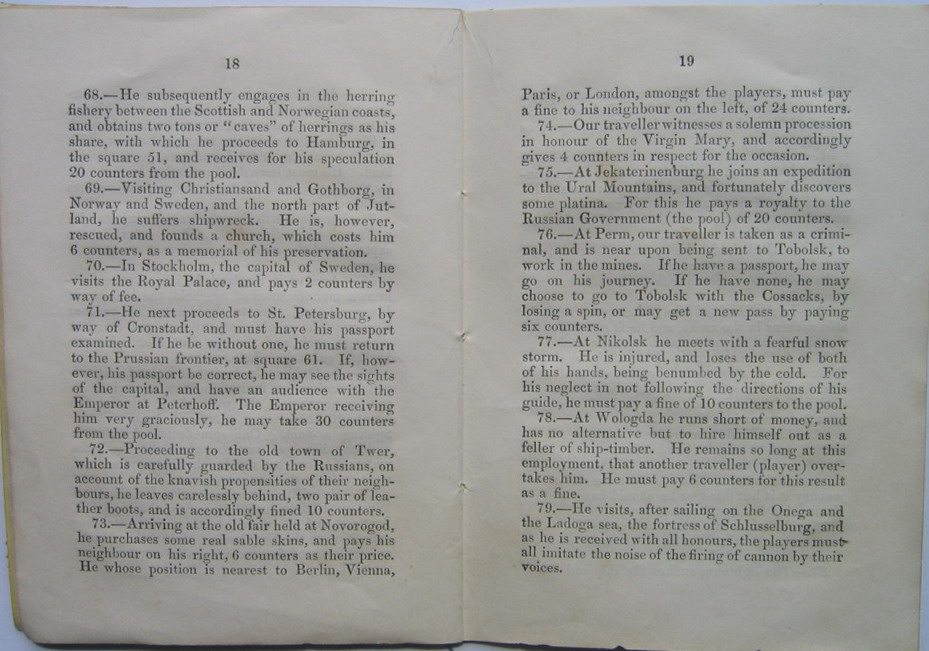 18
68.—He subsequently engages in the herring
fishery between the Scottish and Norwegian coasts,
and obtains two tons or "caves" of herrings as his
share, with which he proceeds to Hamburg, in
the square 51, and receives for his speculation
20 counters from the pool.
69.—Visiting Christiansand and Gothborg, in
Norway and Sweden, and the north part of Jut-
land, he suffers shipwreck. He is, however,
rescued, and founds a church, which costs him
6 counters, as a memorial of his preservation.
70.—In Stockholm, the capital of Sweden, he
visits the Royal Palace, and pays 2 counters by
way of fee.
71.—He next proceeds to St. Petersburg, by
way of Cronstadt, and must have his passport
examined. If he be without one, he must return
to the Prussian frontier, at square 61. If, how-
ever, his passport be correct, he may see the sights
of the capital, and have an audience with the
Emperor at Peterhoff. The Emperor receiving
him very graciously, he may take 30 counters
from the pool.
72.—Proceeding to the old town of Twer,
which is carefully guarded by the Russians, on
account of the knavish propensities of their neigh-
bours, he leaves carelessly behind, two pair of lea-
ther boots, and is accordingly fined 10 counters.
73.—Arriving at the old fair held at Novorogod,
he purchases some real sable skins, and pays his
neighbour on his right, 6 counters as their price.
He whose position is nearest to Berlin, Vienna,
19
Paris, or London, amongst the players, must pay
a fine to his neighbour on the left, of 24 counters.
74.—Our traveller witnesses a solemn procession
in honour of the Virgin Mary, and accordingly
gives 4 counters in respect for the occasion.
75.—At Jekaterinenburg he joins an expedition
to the Ural Mountains, and fortunately discovers
some platina. For this he pays a royalty to the
Russian Government (the pool) of 20 counters.
76.—At Perm, our traveller is taken as a crimi-
nal, and is near upon being sent to Tobolsk, to
work in the mines. If he have a passport, he may
go on his journey. If he have none, he may
choose to go to Tobolsk with the Cossacks, by
losing a spin, or may get a new pass by paying
six counters.
77.—At Nikolsk he meets with a fearful snow
storm. He is injured, and loses the use of both
of his hands, being benumbed by the cold. For
his neglect in not following the directions of his
guide, he must pay a fine of 10 counters to the pool.
78.—At Wologda he runs short of money, and
has no alternative but to hire himself out as a
feller of ship-timber. He remains so long at this
employment, that another traveller (player) over-
takes him. He must pay 6 counters for this result
as a fine.
79.—He visits, after sailing on the Onega and
the Ladoga sea, the fortress of Schlusselburg, and
as he is received with all honours, the players must
all imitate the noise of the firing of cannon by their
voices.